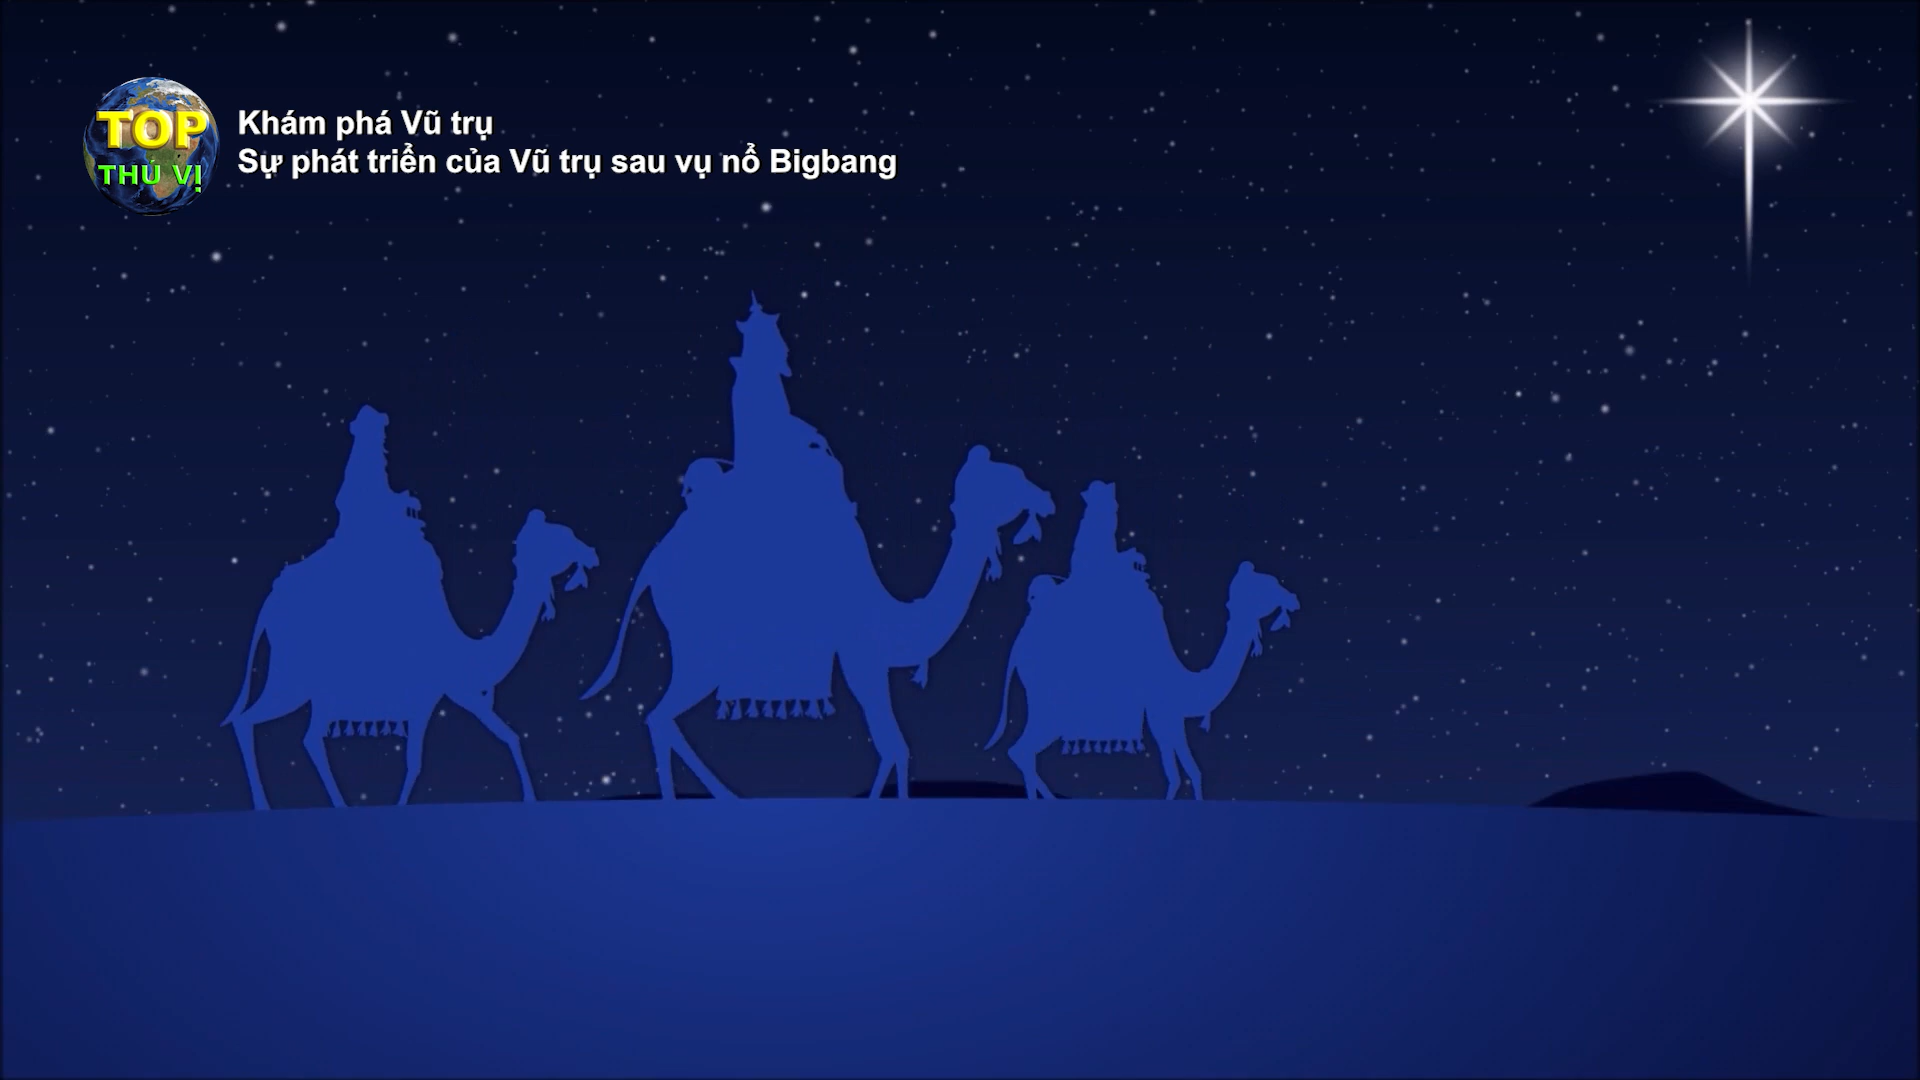 TOP
THÚ VỊ
Khám phá Vũ trụ
Sự phát triển của Vũ trụ sau vụ nổ Bigbang